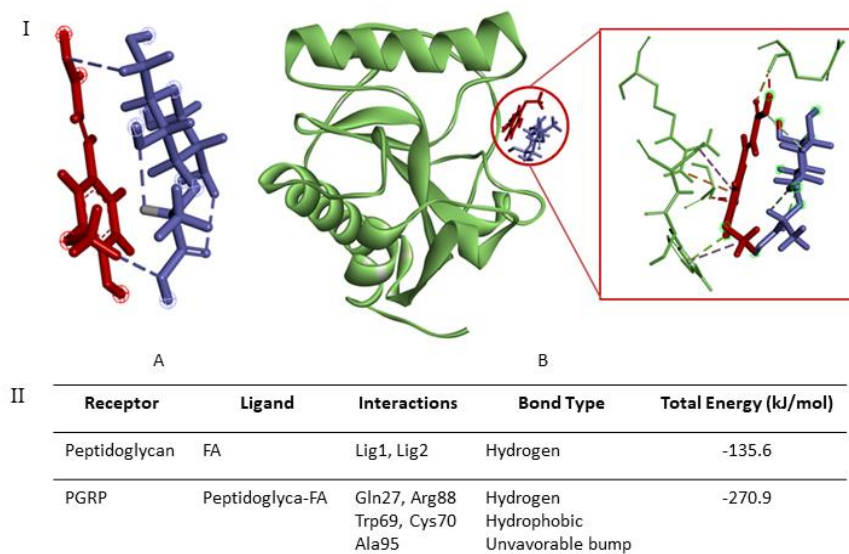 I
A B
II
Receptor Ligand Interactions Bond Type Total Energy (kJ/mol)
Peptidoglycan FA Lig1, Lig2 Hydrogen -135.6
PGRP Peptidoglyca-FA Gln27, Arg88 Hydrogen -270.9
Trp69, Cys70 Hydrophobic
Ala95 Unvavorable bump